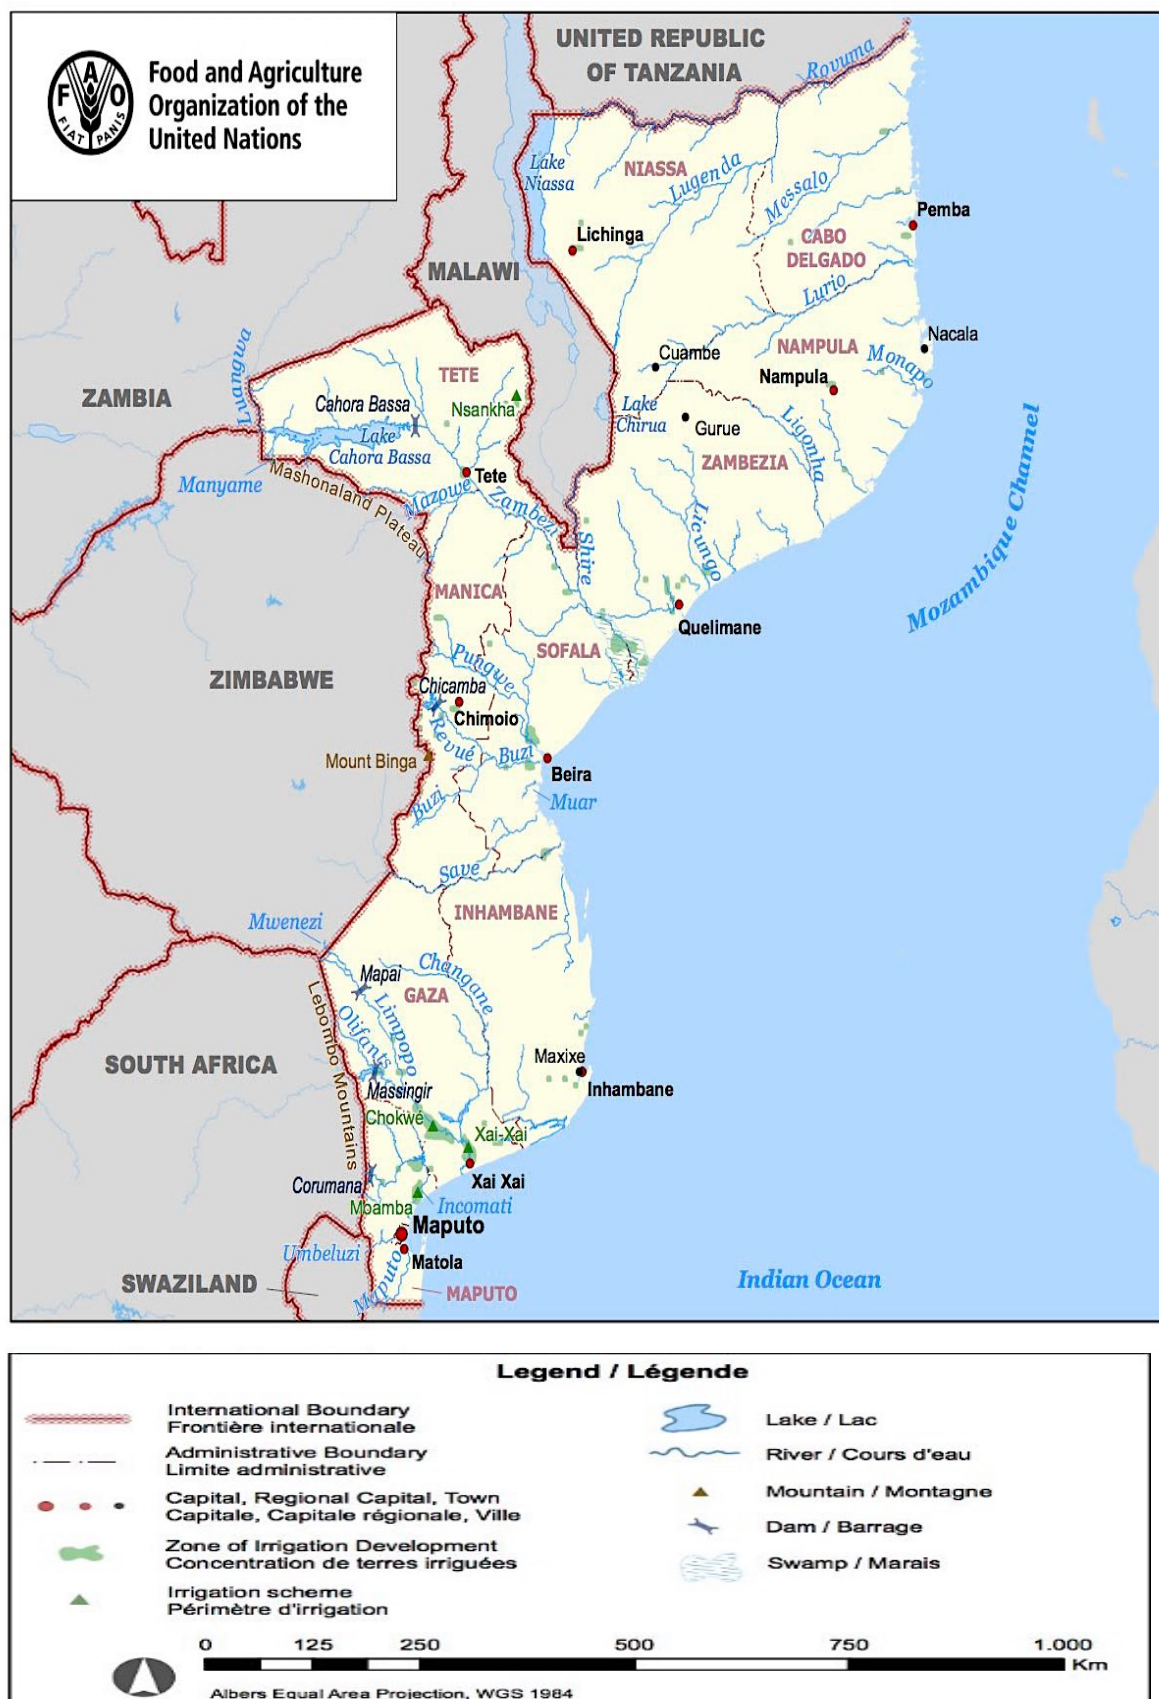 FAO
FIAT PANIS
Food and Agriculture
Organization of the
United Nations
UNITED REPUBLIC
OF TANZANIA
Rovuma
Lake
Niassa
NIASSA
Lugenda
Messalo
Pemba
Lichinga
CABO
DELGADO
MALAWI
Lurio
Nacala
Luangwa
Cuambe
NAMPULA
Monapo
TETE
Nampula
ZAMBIA
Cahora Bassa
Nsankha
Lake
Chirua
Gurue
Ligonha
Lake
Cahora Bassa
ZAMBEZIA
Manyame
Mashonaland Plateau
Tete
Mazowe
Zambezi
Licungo
Shire
Mozambique Channel
MANICA
Quelimane
SOFALA
Pungwe
ZIMBABWE
Chicamba
Chimoio
Revué
Mount Binga
Buzi
Beira
Buzi
Muar
Save
INHAMBANE
Mwenezi
Changane
Mapai
GAZA
Lebombo Mountains
Limpopo
Olifants
SOUTH AFRICA
Maxixe
Inhambane
Massingir
Chokwé
Xai-Xai
Xai Xai
Corumana
Mbamba
Incomati
Maputo
Umbeluzi
Matola
Maputo
SWAZILAND
MAPUTO
Indian Ocean
Legend / Légende
International Boundary
Frontière internationale
Administrative Boundary
Limite administrative
Capital, Regional Capital, Town
Capitale, Capitale régionale, Ville
Zone of Irrigation Development
Concentration de terres irriguées
Irrigation scheme
Périmètre d'irrigation
Lake / Lac
River / Cours d'eau
Mountain / Montagne
Dam / Barrage
Swamp / Marais
0 125 250 500 750 1.000
Km
Albers Equal Area Projection, WGS 1984